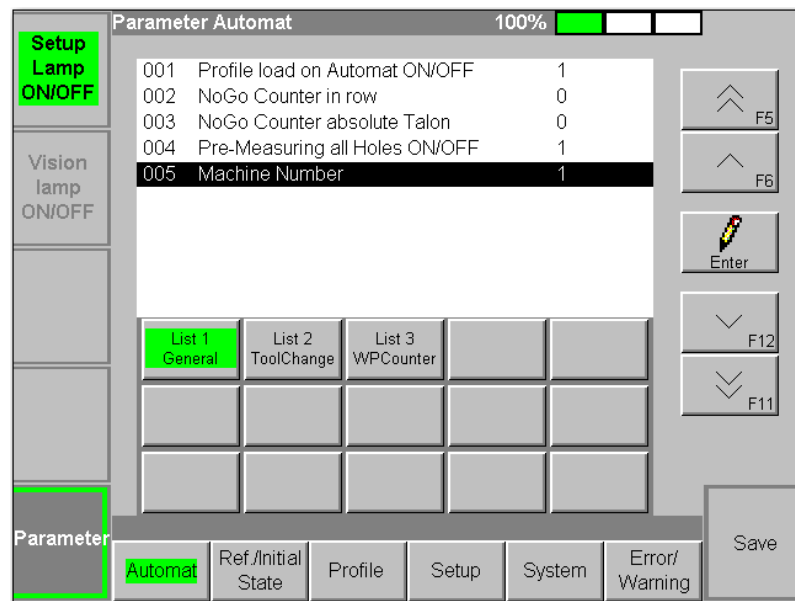 Parameter Automat 100%
Setup
Lamp
ON/OFF
001 Profile load on Automat ON/OFF 1
002 NoGo Counter in row 0
003 NoGo Counter absolute Talon 0
004 Pre-Measuring all Holes ON/OFF 1
005 Machine Number 1
Vision
lamp
ON/OFF
F5
F6
Enter
F12
F11
List 1
General
List 2
ToolChange
List 3
WPCounter
Parameter
Automat
Ref./Initial
State
Profile
Setup
System
Error/
Warning
Save